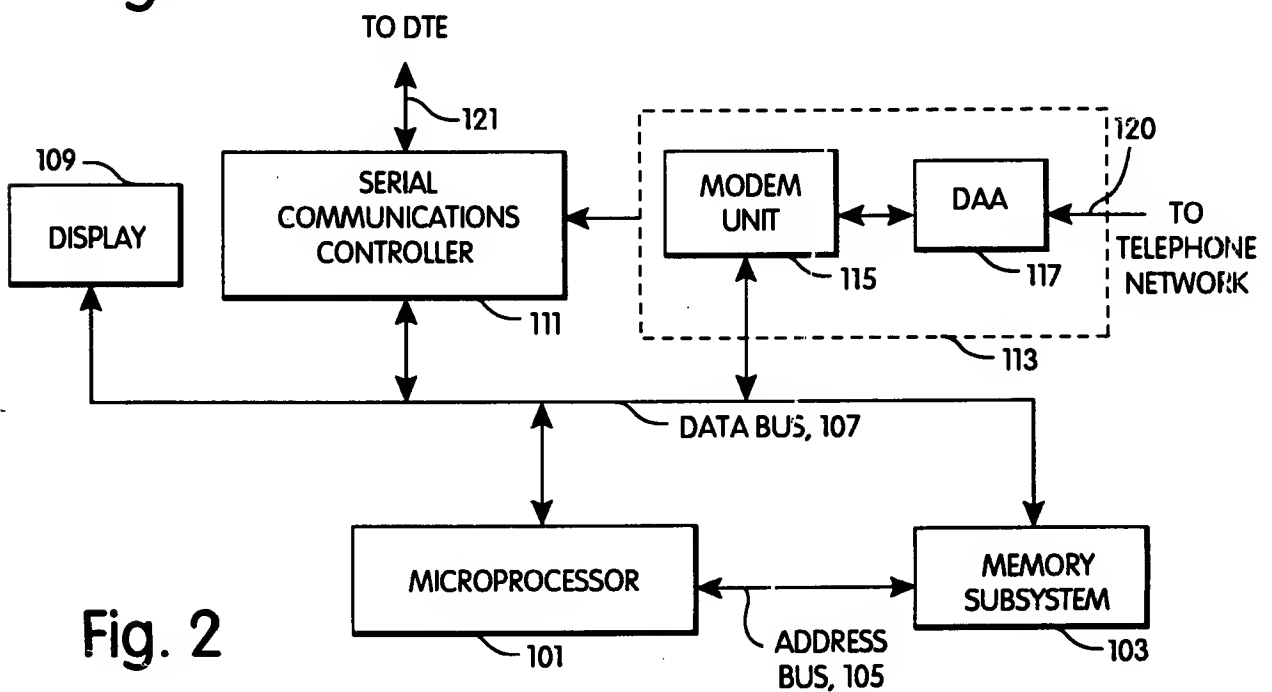 TO DTE
121
120
109
DISPLAY
SERIAL
COMMUNICATIONS
CONTROLLER
MODEM
UNIT
DAA
TO
TELEPHONE
NETWORK
115
117
111
113
DATA BUS, 107
MICROPROCESSOR
MEMORY
SUBSYSTEM
Fig. 2
101
ADDRESS
BUS, 105
103